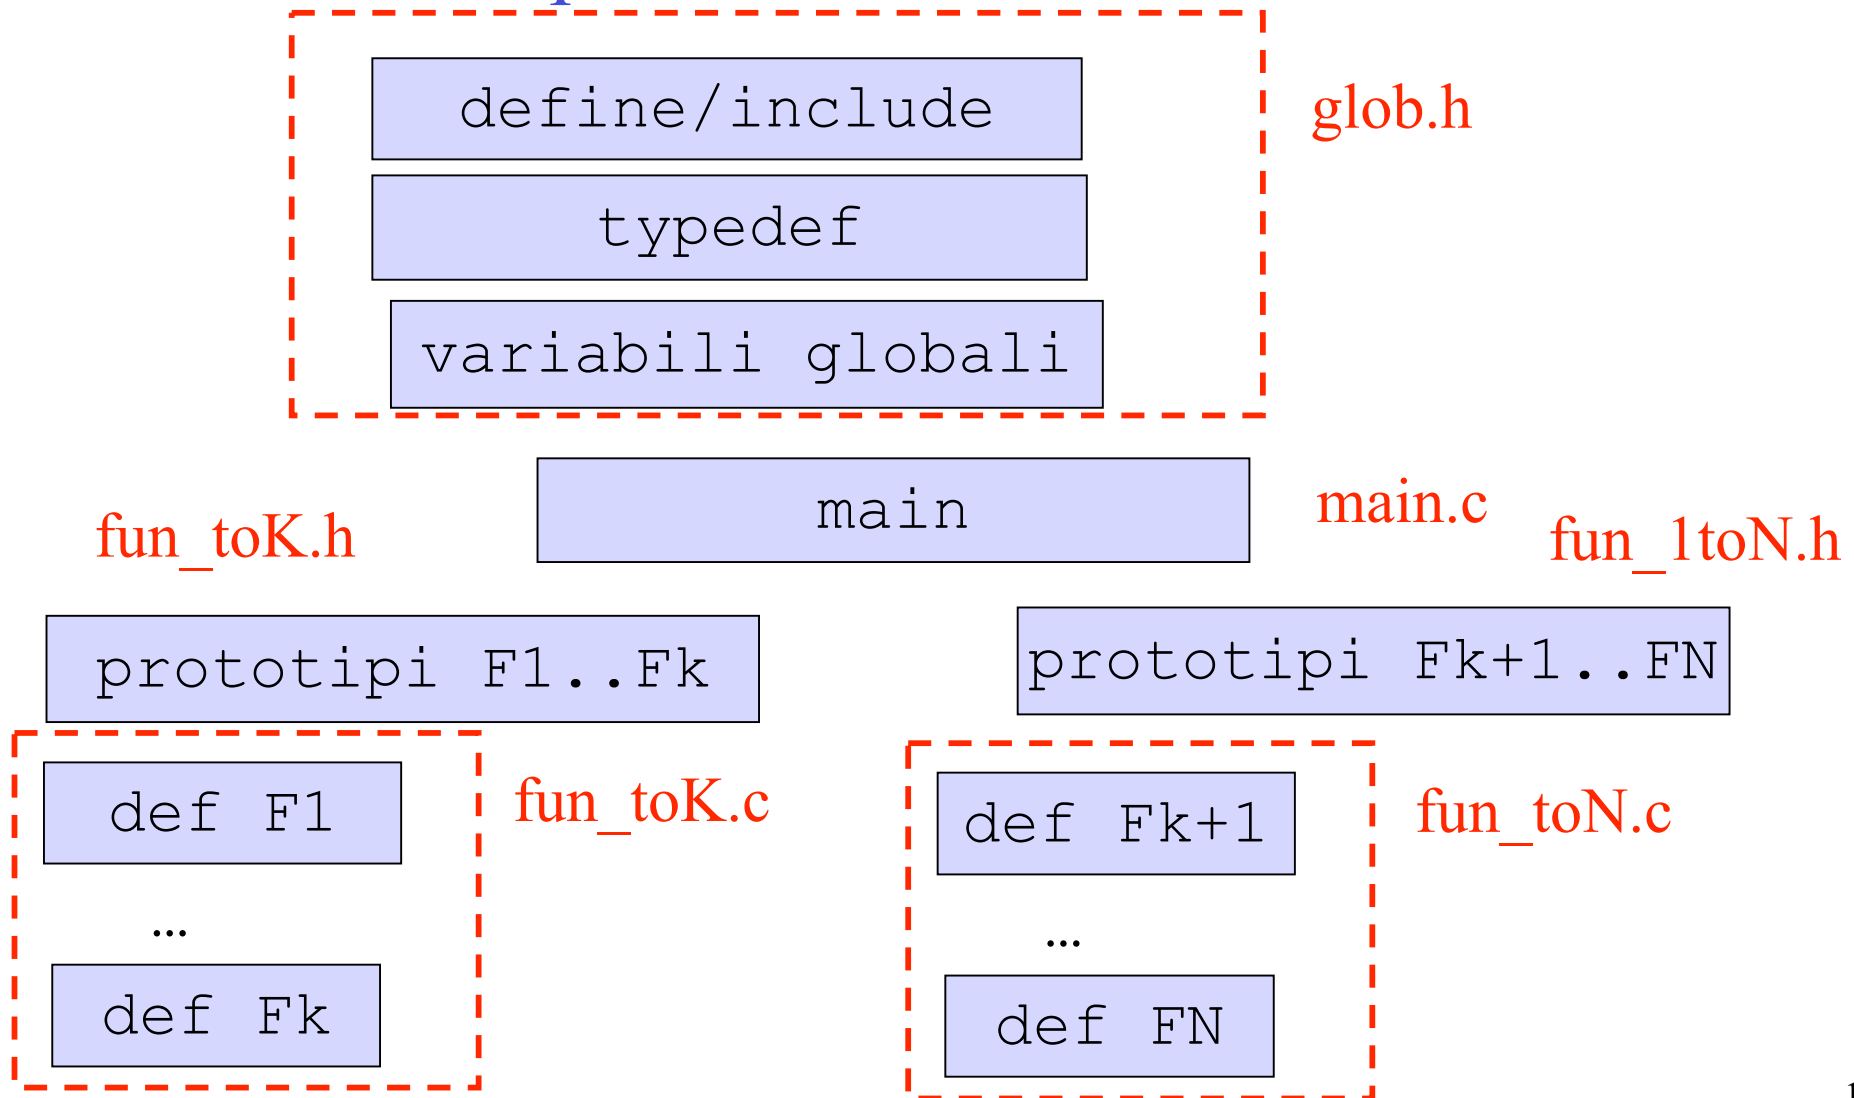 define/include
glob.h
typedef
variabili globali
main
main.c
fun_toK.h
fun_1toN.h
prototipi F1..Fk
prototipi Fk+1..FN
def F1
fun_toK.c
def Fk+1
fun_toN.c
…
…
def Fk
def FN